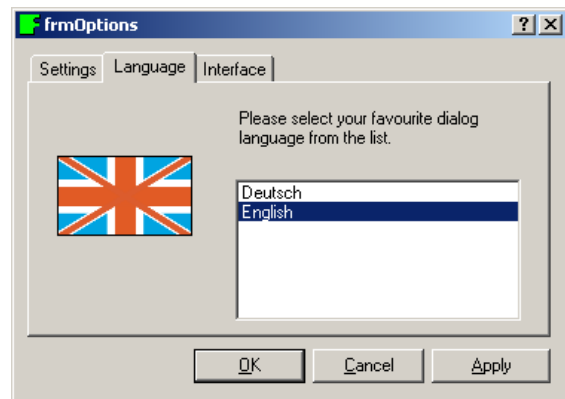 frmOptions
Settings Language Interface
Please select your favourite dialog
language from the list.
Deutsch
English
OK Cancel Apply